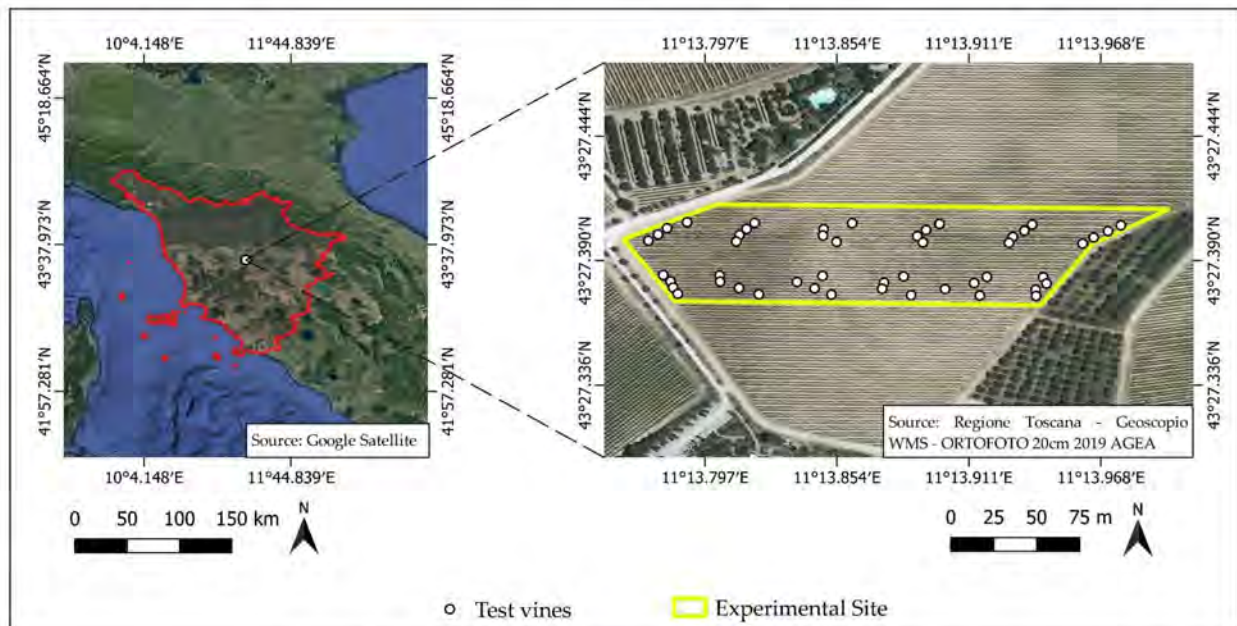 10°4.148′E 11°44.839′E
11°13.797′E 11°13.854′E 11°13.911′E 11°13.968′E
45°18.664′N
45°18.664′N
43°27.444′N
43°27.444′N
43°37.973′N
43°37.973′N
43°27.390′N
43°27.390′N
41°57.281′N
41°57.281′N
43°27.336′N
43°27.336′N
Source: Google Satellite
Source: Regione Toscana - Geoscopio
WMS - ORTOFOTO 20cm 2019 AGEA
10°4.148′E 11°44.839′E
11°13.797′E 11°13.854′E 11°13.911′E 11°13.968′E
0 50 100 150 km
N
0 25 50 75 m
N
Test vines
Experimental Site